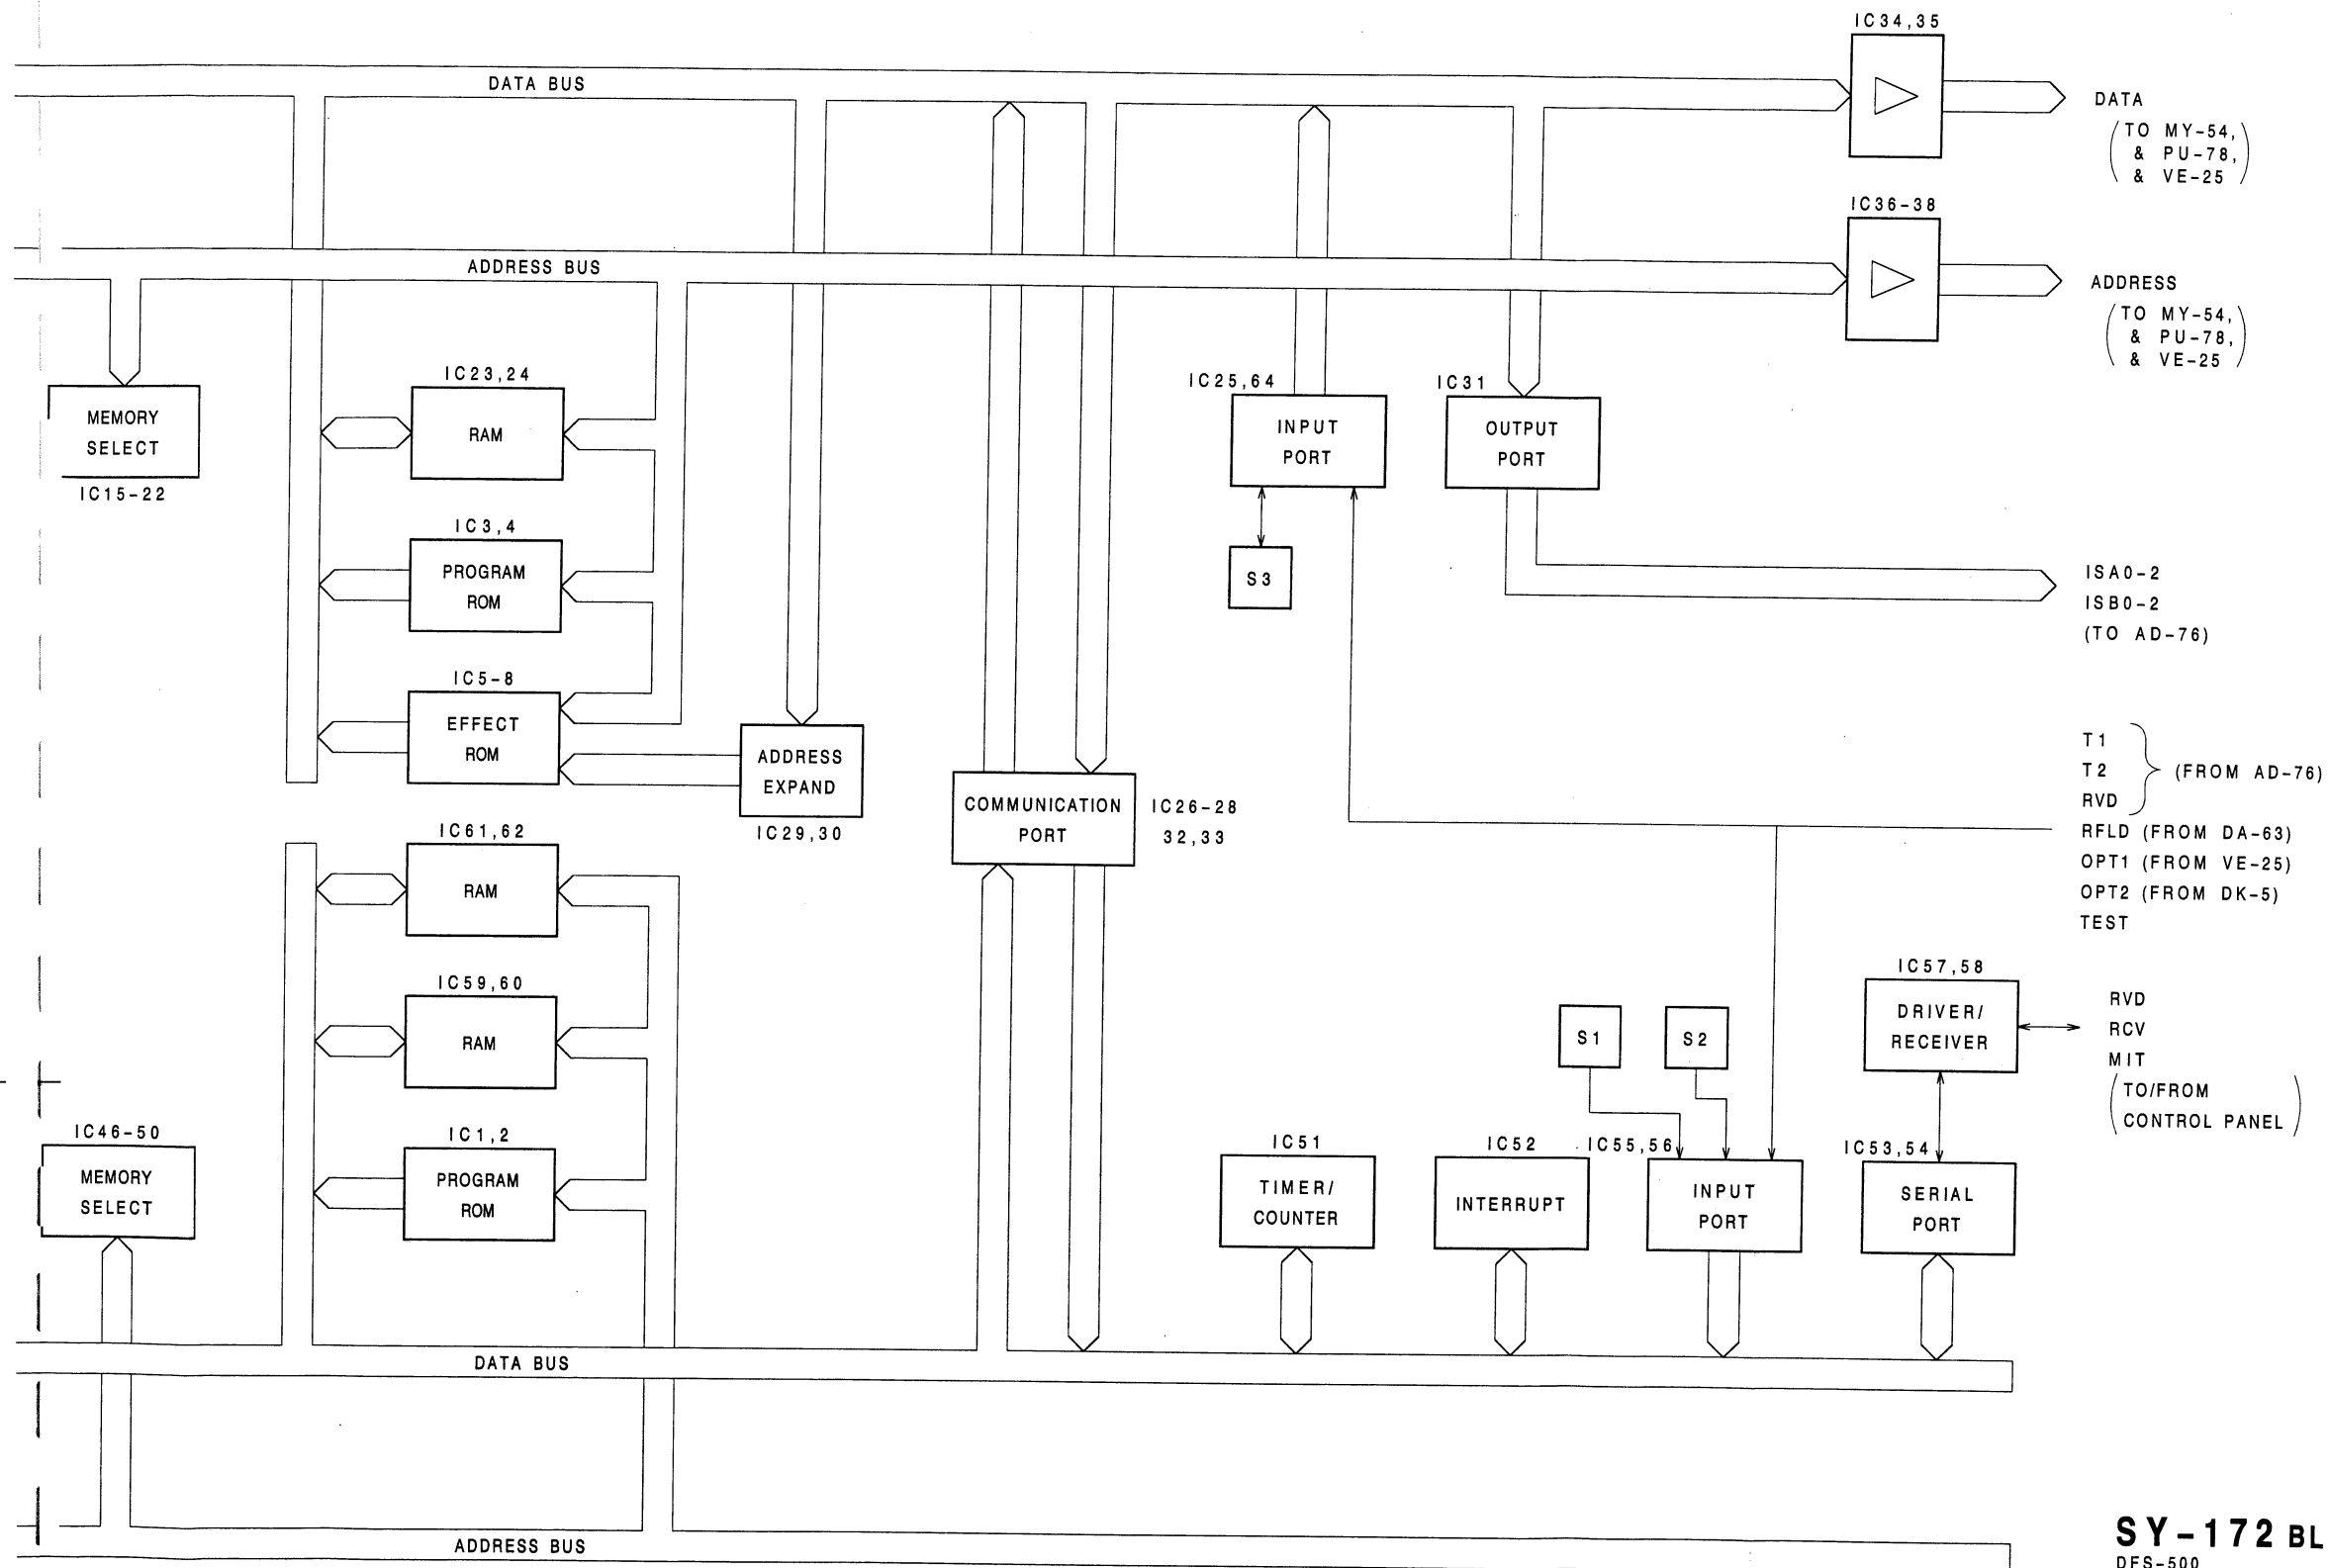 IC34,35
DATA BUS
DATA
(TO MY-54,
& PU-78,
& VE-25)
IC36-38
ADDRESS BUS
ADDRESS
(TO MY-54,
& PU-78,
& VE-25)
MEMORY
SELECT
IC15-22
IC23,24
RAM
IC3,4
PROGRAM
ROM
IC5-8
EFFECT
ROM
ADDRESS
EXPAND
IC29,30
IC25,64
INPUT
PORT
S3
IC31
OUTPUT
PORT
ISA0-2
ISB0-2
(TO AD-76)
COMMUNICATION
PORT
IC26-28
32,33
T1
T2
RVD
(FROM AD-76)
RFLD (FROM DA-63)
OPT1 (FROM VE-25)
OPT2 (FROM DK-5)
TEST
IC61,62
RAM
IC59,60
RAM
IC1,2
PROGRAM
ROM
IC46-50
MEMORY
SELECT
IC51
TIMER/
COUNTER
IC52
INTERRUPT
S1
S2
IC55,56
INPUT
PORT
IC57,58
DRIVER/
RECEIVER
RVD
RCV
MIT
(TO/FROM
CONTROL PANEL)
IC53,54
SERIAL
PORT
DATA BUS
ADDRESS BUS
SY-172 BL
DFS-500